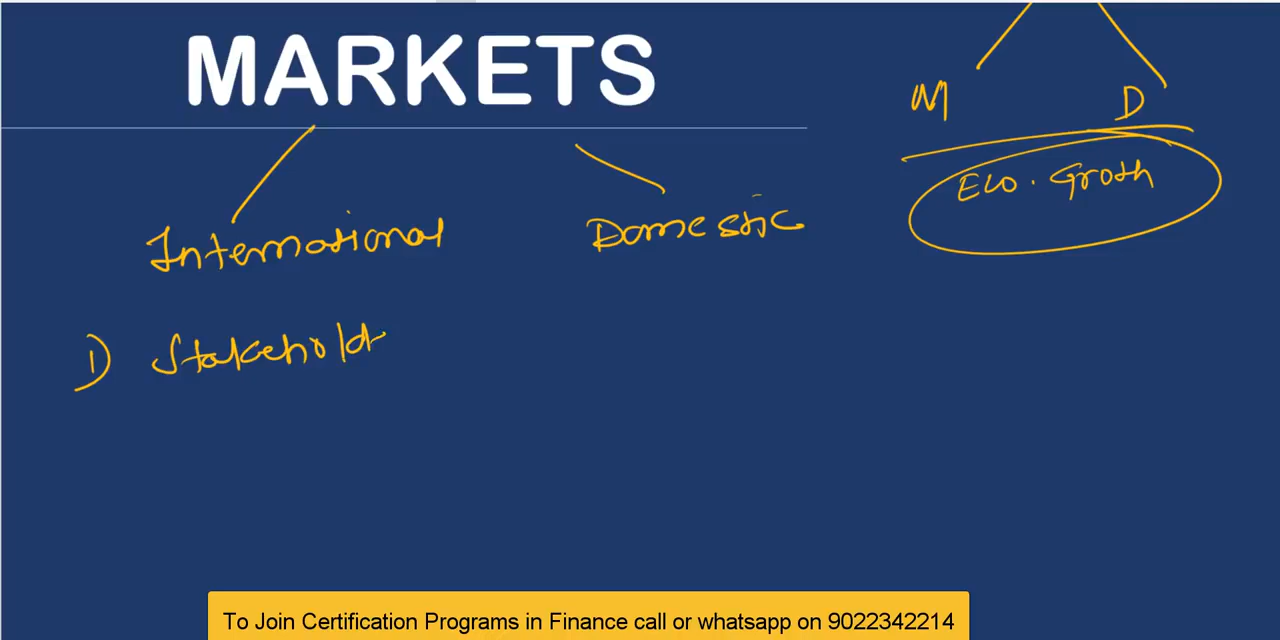 MARKETS
M D
Eco. Groth
International Domestic
1) Stakehold
To Join Certification Programs in Finance call or whatsapp on 9022342214